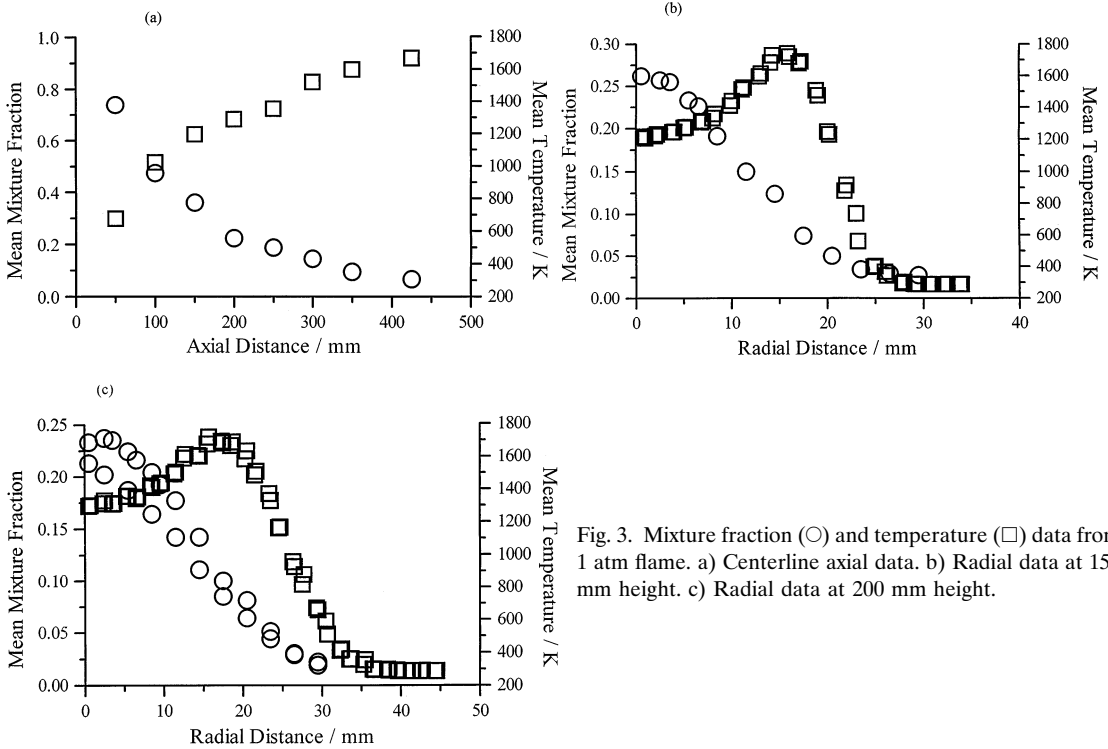 (a)
1.0
0.8
0.6
0.4
0.2
0.0
Mean Mixture Fraction
1800
1600
1400
1200
1000
800
600
400
200
Mean Temperature / K
0 100 200 300 400 500
Axial Distance / mm
(b)
0.30
0.25
0.20
0.15
0.10
0.05
0.00
Mean Mixture Fraction
1800
1600
1400
1200
1000
800
600
400
200
Mean Temperature / K
0 10 20 30 40
Radial Distance / mm
(c)
0.25
0.20
0.15
0.10
0.05
0.00
Mean Mixture Fraction
1800
1600
1400
1200
1000
800
600
400
200
Mean Temperature / K
0 10 20 30 40 50
Radial Distance / mm
Fig. 3. Mixture fraction (○) and temperature (□) data from
1 atm flame. a) Centerline axial data. b) Radial data at 15
mm height. c) Radial data at 200 mm height.